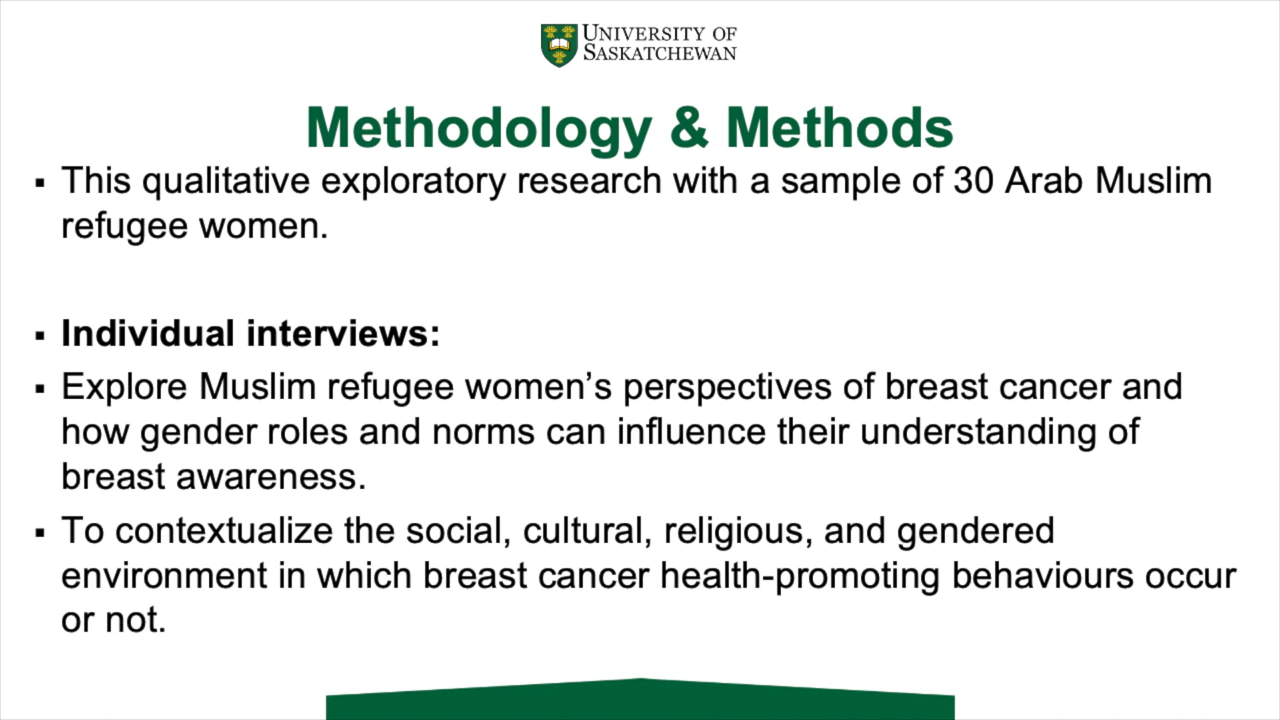 UNIVERSITY OF
SASKATCHEWAN
Methodology & Methods
▪ This qualitative exploratory research with a sample of 30 Arab Muslim
refugee women.
▪ Individual interviews:
▪ Explore Muslim refugee women’s perspectives of breast cancer and
how gender roles and norms can influence their understanding of
breast awareness.
▪ To contextualize the social, cultural, religious, and gendered
environment in which breast cancer health-promoting behaviours occur
or not.